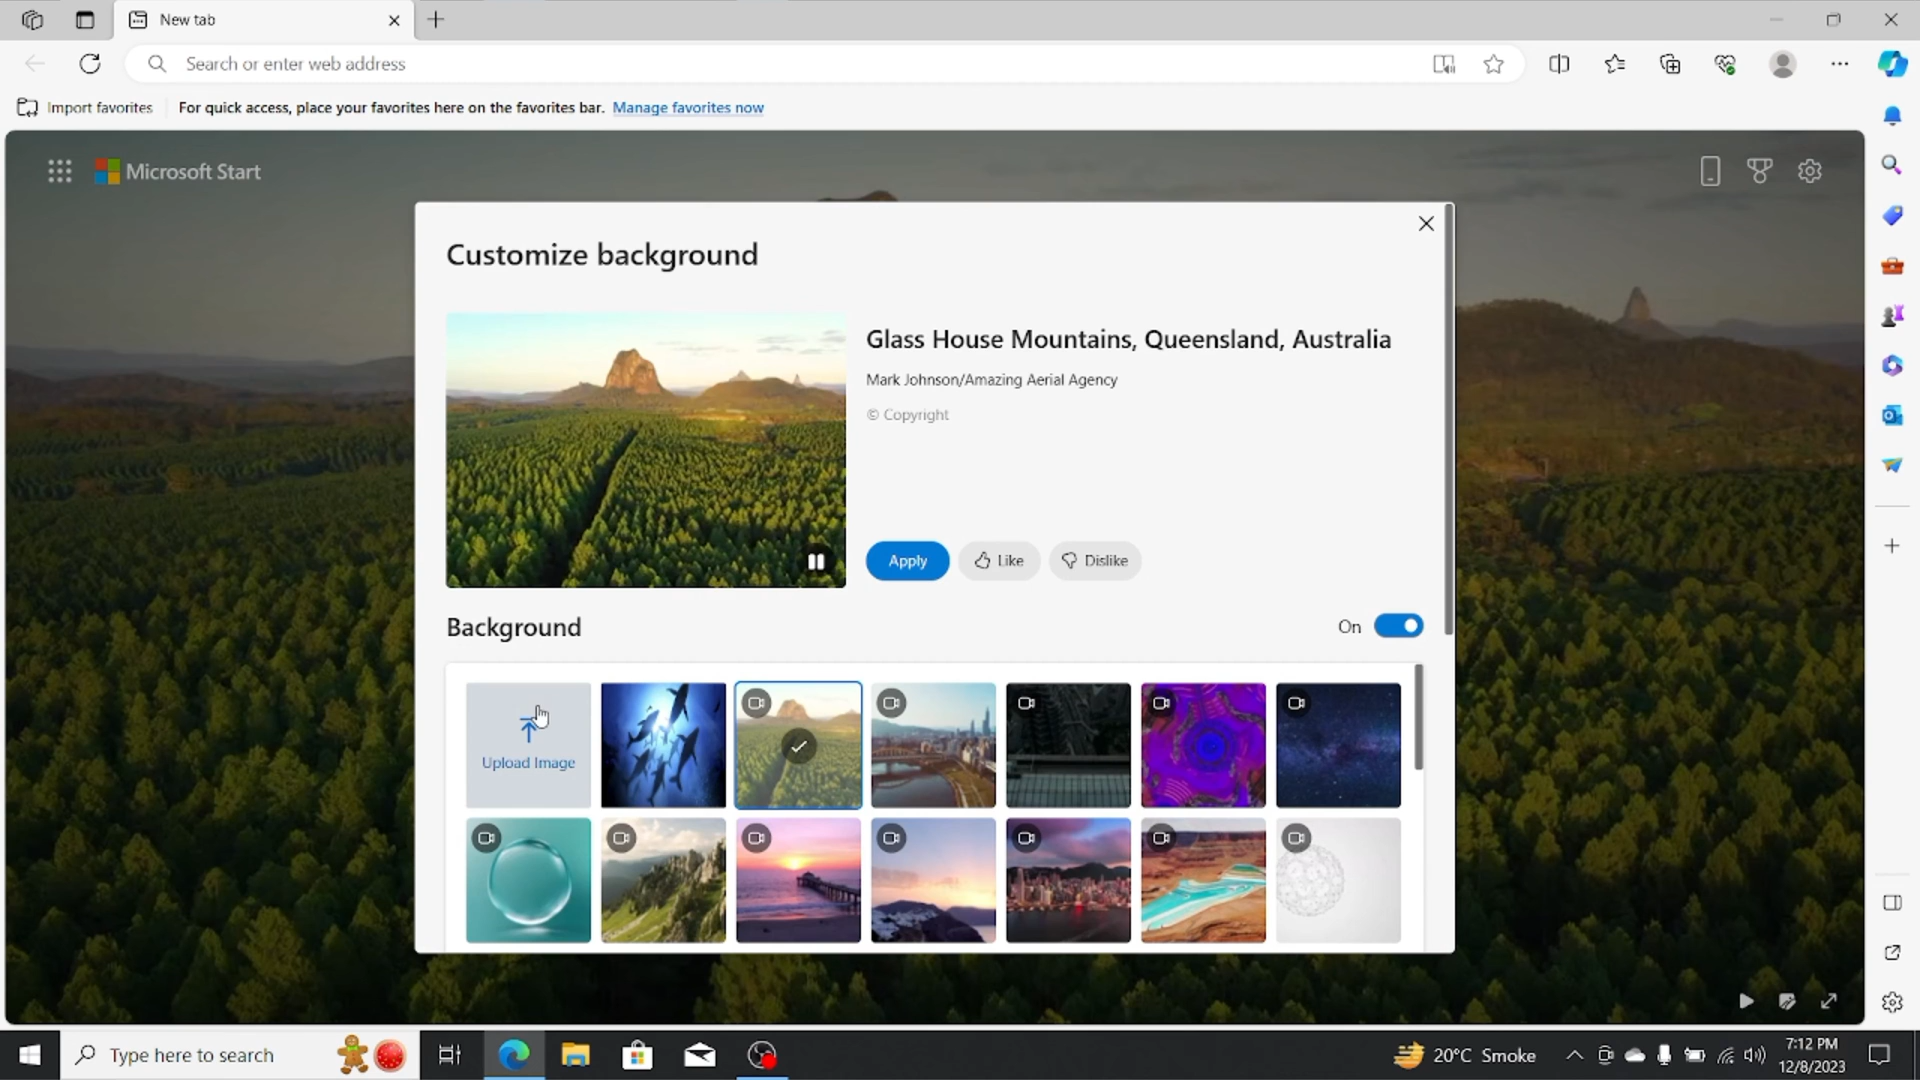 New tab
Search or enter web address
Import favorites
For quick access, place your favorites here on the favorites bar. Manage favorites now
Microsoft Start
Customize background
Glass House Mountains, Queensland, Australia
Mark Johnson/Amazing Aerial Agency
© Copyright
Apply
Like
Dislike
Background
On
Upload Image
Type here to search
20°C Smoke
7:12 PM
12/8/2023